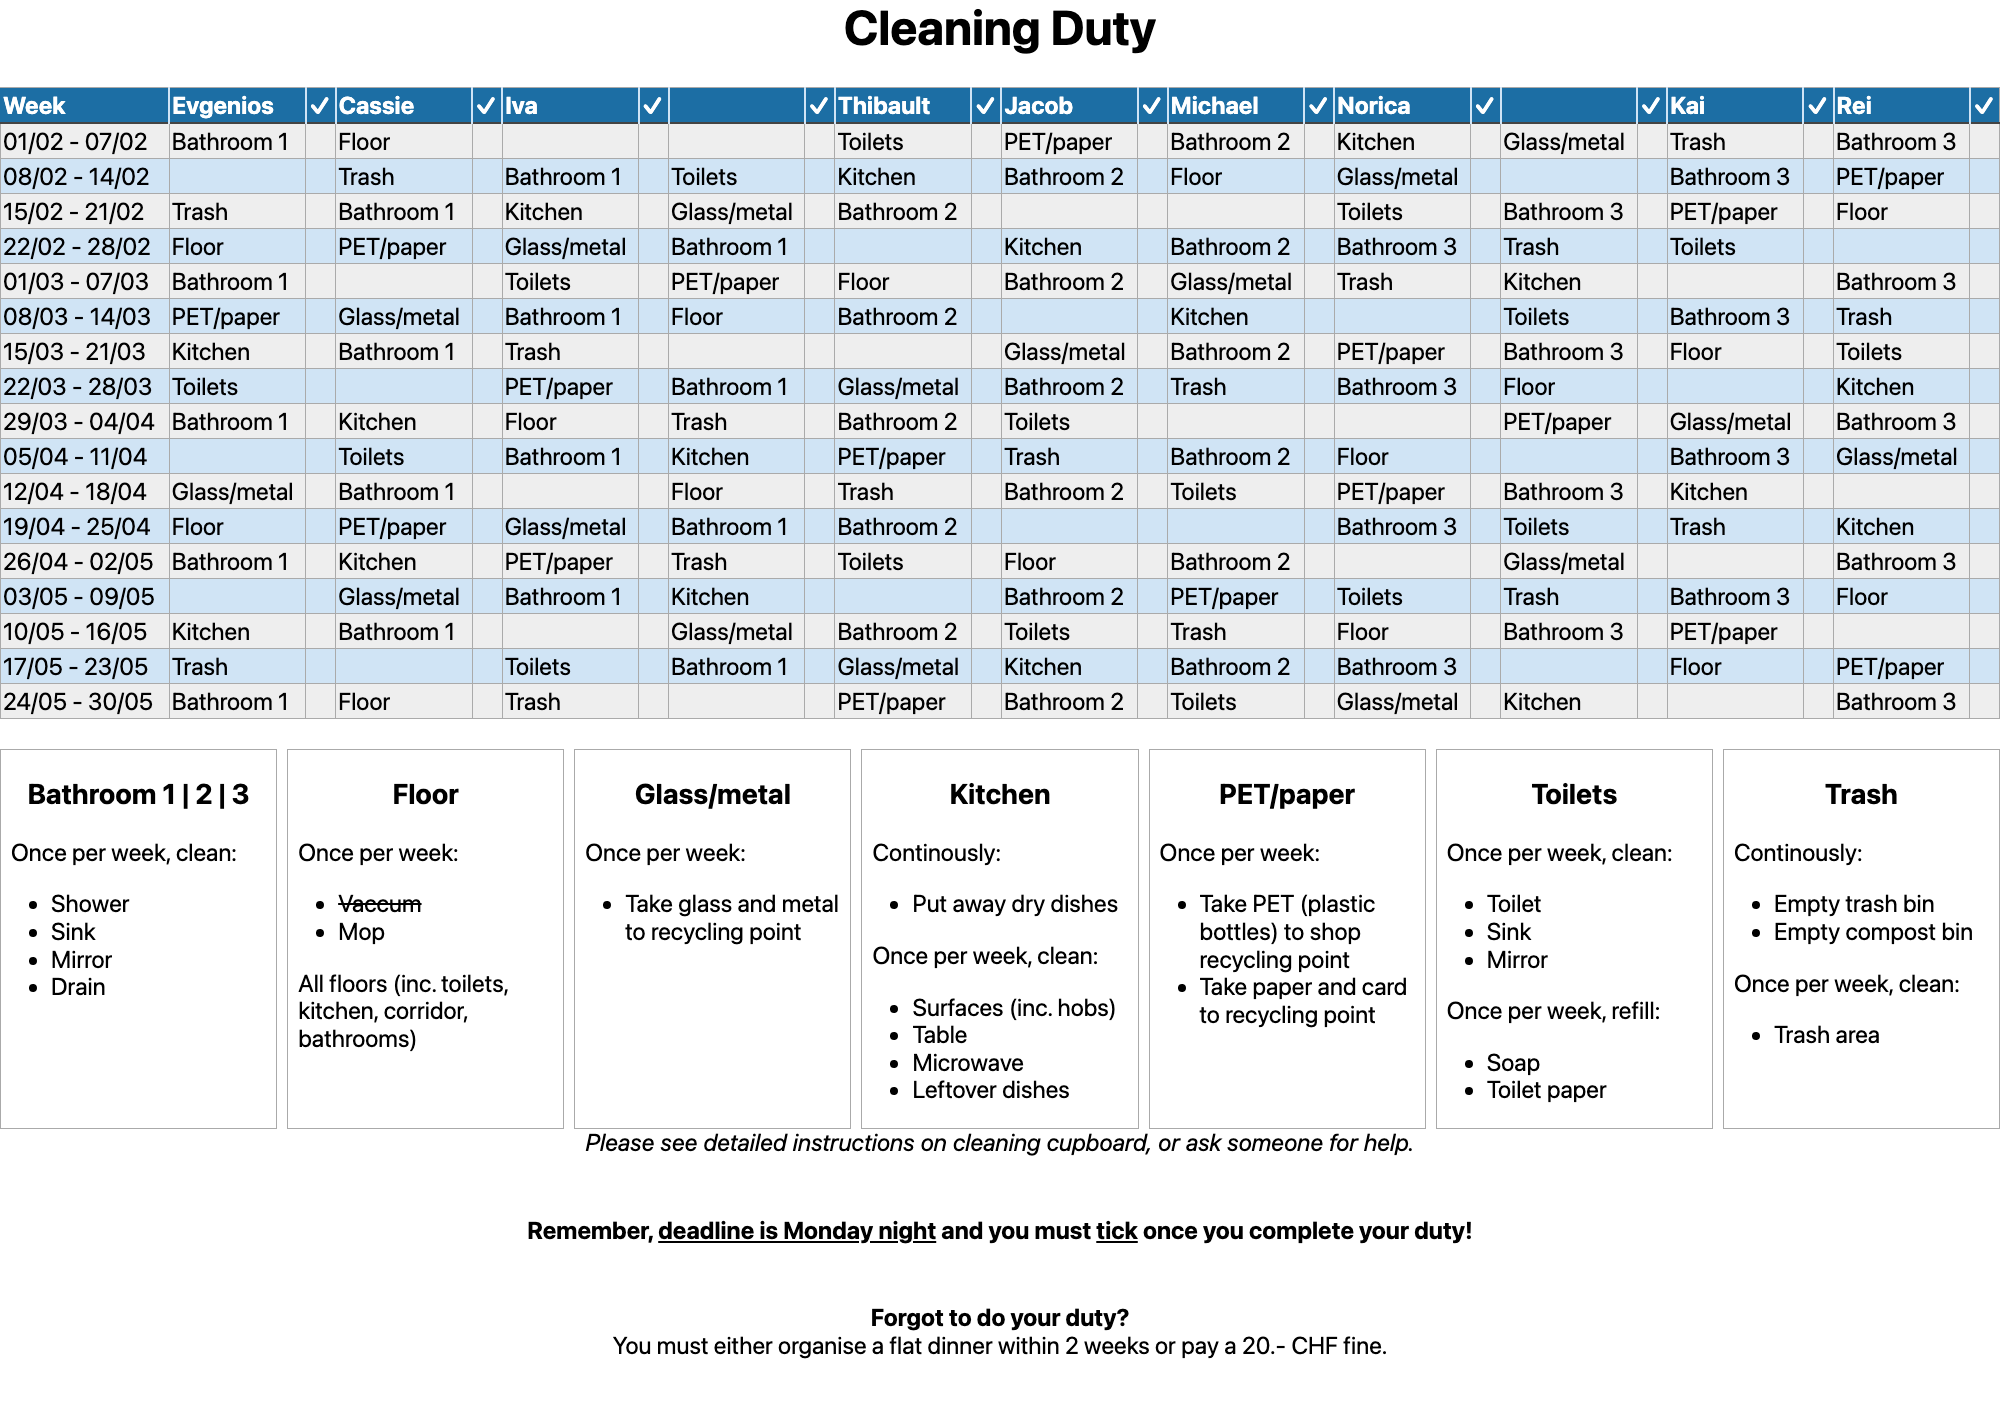 Cleaning Duty
Week Evgenios ✓ Cassie ✓ Iva ✓ ✓ Thibault ✓ Jacob ✓ Michael ✓ Norica ✓ ✓ Kai ✓ Rei ✓
01/02 - 07/02 Bathroom 1 Floor Toilets PET/paper Bathroom 2 Kitchen Glass/metal Trash Bathroom 3
08/02 - 14/02 Trash Bathroom 1 Toilets Kitchen Bathroom 2 Floor Glass/metal Bathroom 3 PET/paper
15/02 - 21/02 Trash Bathroom 1 Kitchen Glass/metal Bathroom 2 Toilets Bathroom 3 PET/paper Floor
22/02 - 28/02 Floor PET/paper Glass/metal Bathroom 1 Kitchen Bathroom 2 Bathroom 3 Trash Toilets
01/03 - 07/03 Bathroom 1 Toilets PET/paper Floor Bathroom 2 Glass/metal Trash Kitchen Bathroom 3
08/03 - 14/03 PET/paper Glass/metal Bathroom 1 Floor Bathroom 2 Kitchen Toilets Bathroom 3 Trash
15/03 - 21/03 Kitchen Bathroom 1 Trash Glass/metal Bathroom 2 PET/paper Bathroom 3 Floor Toilets
22/03 - 28/03 Toilets PET/paper Bathroom 1 Glass/metal Bathroom 2 Trash Bathroom 3 Floor Kitchen
29/03 - 04/04 Bathroom 1 Kitchen Floor Trash Bathroom 2 Toilets PET/paper Glass/metal Bathroom 3
05/04 - 11/04 Toilets Bathroom 1 Kitchen PET/paper Trash Bathroom 2 Floor Bathroom 3 Glass/metal
12/04 - 18/04 Glass/metal Bathroom 1 Floor Trash Bathroom 2 Toilets PET/paper Bathroom 3 Kitchen
19/04 - 25/04 Floor PET/paper Glass/metal Bathroom 1 Bathroom 2 Bathroom 3 Toilets Trash Kitchen
26/04 - 02/05 Bathroom 1 Kitchen PET/paper Trash Toilets Floor Bathroom 2 Glass/metal Bathroom 3
03/05 - 09/05 Glass/metal Bathroom 1 Kitchen Bathroom 2 PET/paper Toilets Trash Bathroom 3 Floor
10/05 - 16/05 Kitchen Bathroom 1 Glass/metal Bathroom 2 Toilets Trash Floor Bathroom 3 PET/paper
17/05 - 23/05 Trash Toilets Bathroom 1 Glass/metal Kitchen Bathroom 2 Bathroom 3 Floor PET/paper
24/05 - 30/05 Bathroom 1 Floor Trash PET/paper Bathroom 2 Toilets Glass/metal Kitchen Bathroom 3
Bathroom 1 | 2 | 3
Once per week, clean:
• Shower
• Sink
• Mirror
• Drain
Floor
Once per week:
• Vaccum
• Mop
All floors (inc. toilets,
kitchen, corridor,
bathrooms)
Glass/metal
Once per week:
• Take glass and metal
to recycling point
Kitchen
Continously:
• Put away dry dishes
Once per week, clean:
• Surfaces (inc. hobs)
• Table
• Microwave
• Leftover dishes
PET/paper
Once per week:
• Take PET (plastic
bottles) to shop
recycling point
• Take paper and card
to recycling point
Toilets
Once per week, clean:
• Toilet
• Sink
• Mirror
Once per week, refill:
• Soap
• Toilet paper
Trash
Continously:
• Empty trash bin
• Empty compost bin
Once per week, clean:
• Trash area
Please see detailed instructions on cleaning cupboard, or ask someone for help.
Remember, deadline is Monday night and you must tick once you complete your duty!
Forgot to do your duty?
You must either organise a flat dinner within 2 weeks or pay a 20.- CHF fine.